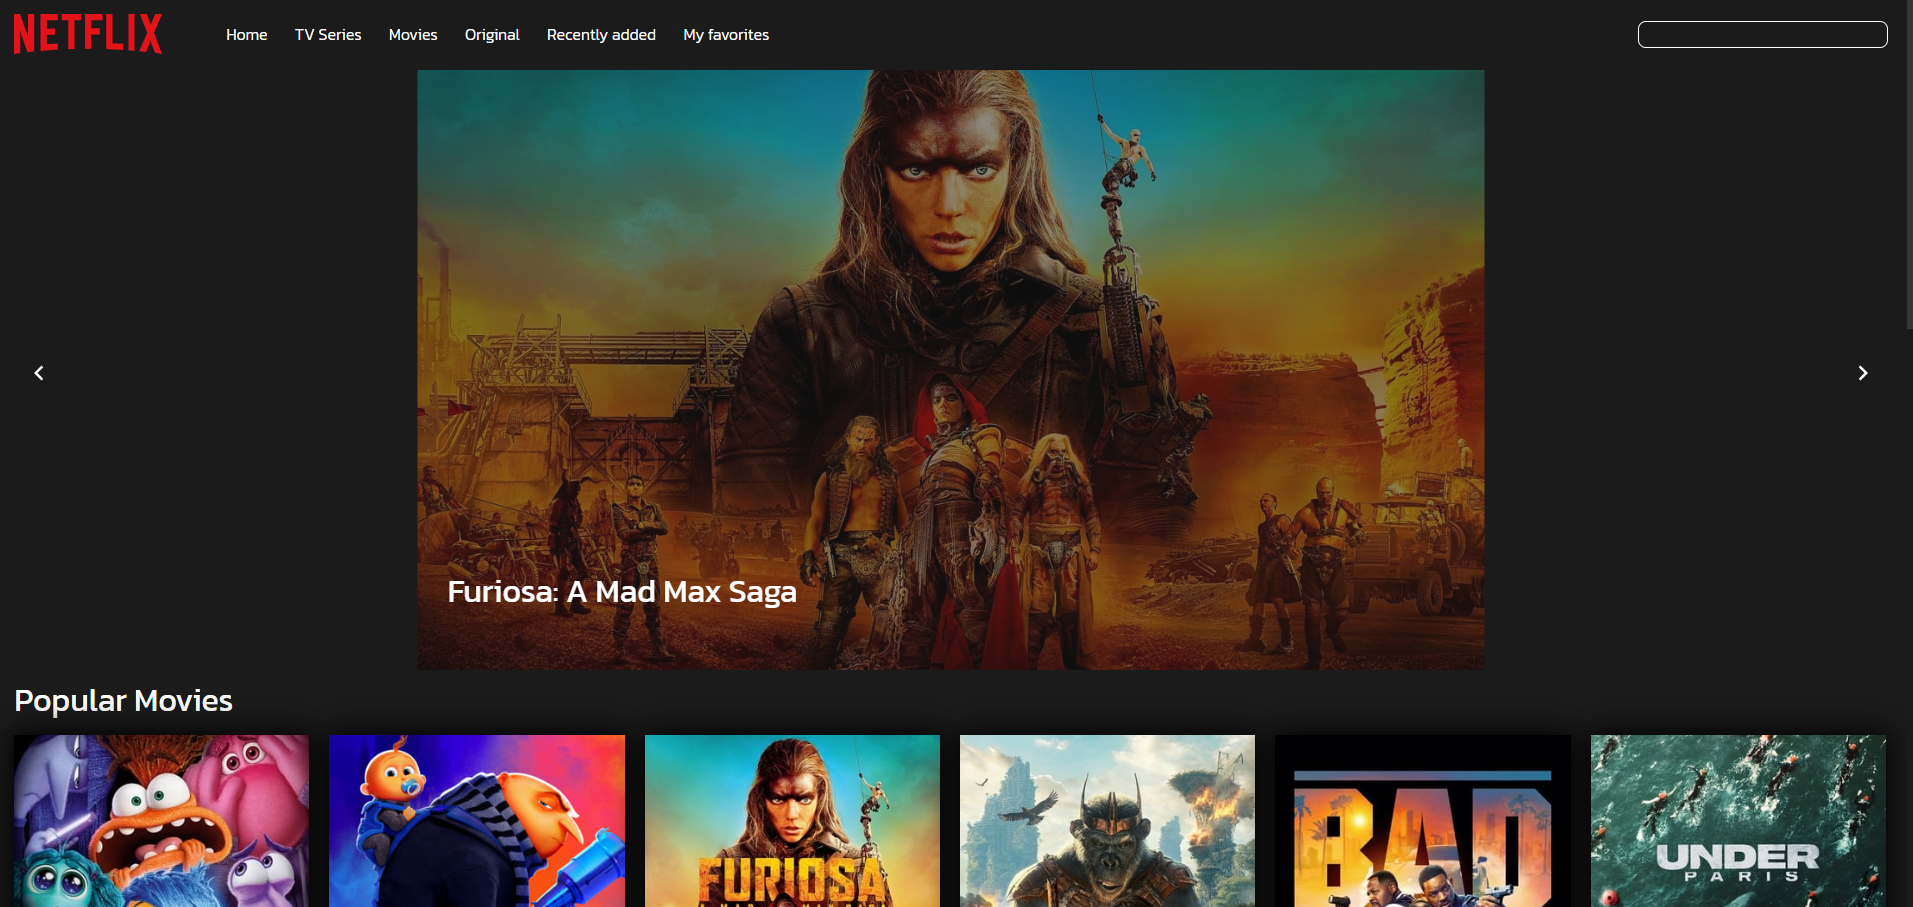 NETFLIX
Home TV Series Movies Original Recently added My favorites
Furiosa: A Mad Max Saga
Popular Movies
FURIOSA
BAD
UNDER
PARIS